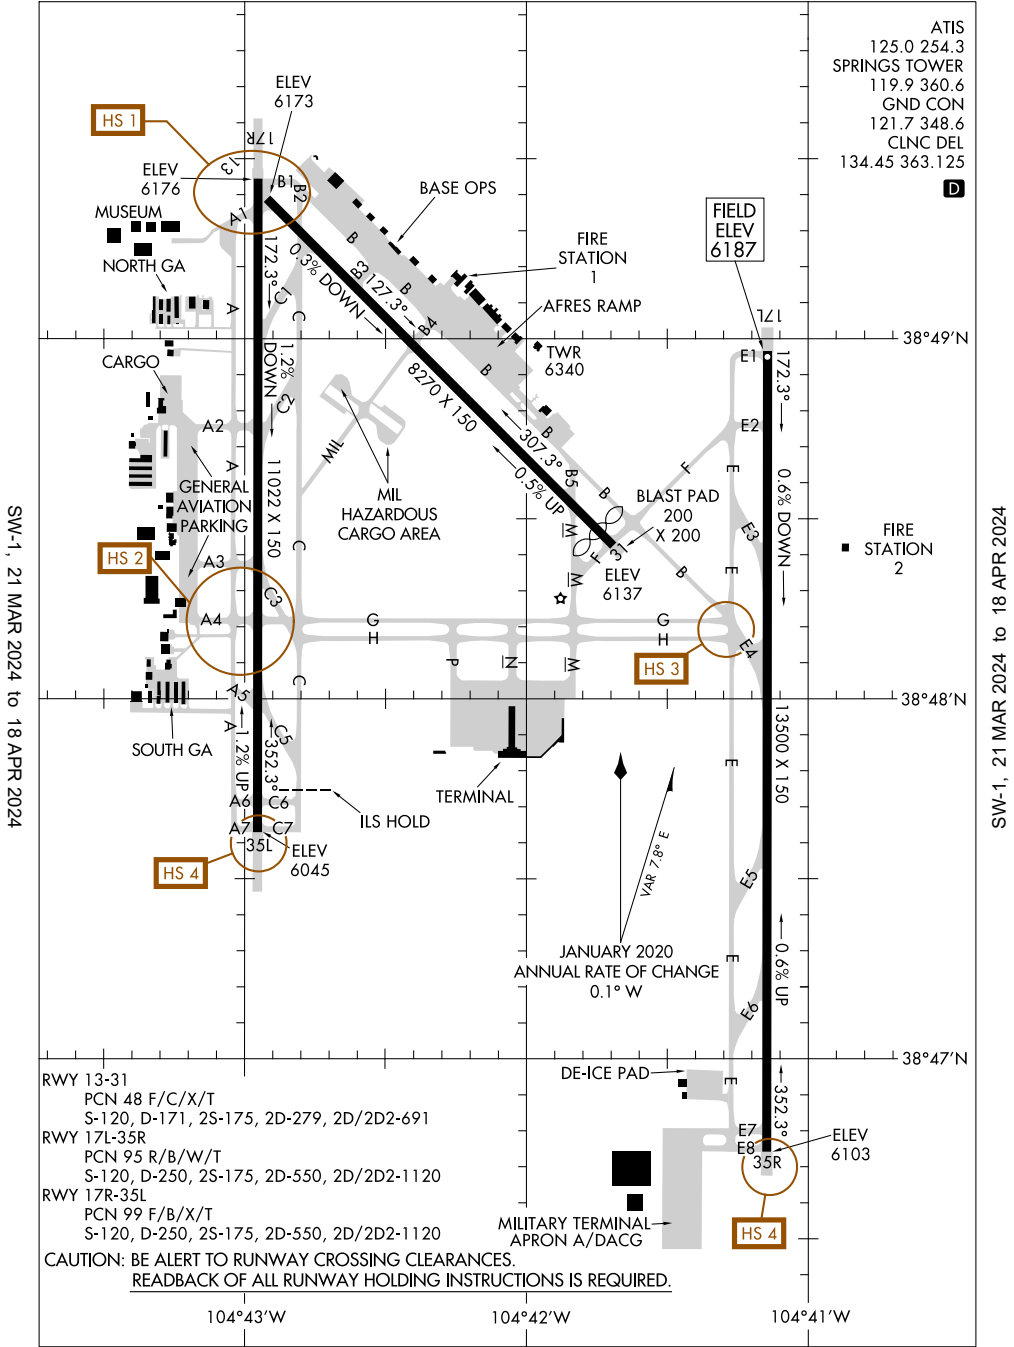 ATIS
125.0 254.3
SPRINGS TOWER
119.9 360.6
GND CON
121.7 348.6
CLNC DEL
134.45 363.125
D
HS 1
ELEV
6173
17R
13
ELEV
6176
B1
B2
A1
MUSEUM
NORTH GA
BASE OPS
FIRE
STATION
1
AFRES RAMP
TWR
6340
FIELD
ELEV
6187
17L
38°49'N
172.3°
0.3% DOWN
B
B3
127.3°
B4
B
C1
C
A
1.2%
DOWN
C2
8270 X 150
B
B
307.3°
0.5% UP
B5
B
CARGO
A2
A
GENERAL
AVIATION
PARKING
11022 X 150
MIL
MIL
HAZARDOUS
CARGO AREA
C
E1
172.3°
E2
E
F
0.6% DOWN
E3
BLAST PAD
200
X 200
FIRE
STATION
2
M
M
F
31
ELEV
6137
B
E
HS 2
A3
C3
A4
G
H
G
H
HS 3
E4
P
N
M
38°48'N
A5
A
C
C5
1.2% UP
352.3°
SOUTH GA
TERMINAL
13500 X 150
E
A6
C6
ILS HOLD
A7
C7
35L
ELEV
6045
HS 4
VAR 7.8° E
JANUARY 2020
ANNUAL RATE OF CHANGE
0.1° W
E5
E
0.6% UP
E6
38°47'N
DE-ICE PAD
E
352.3°
E7
E8
35R
ELEV
6103
HS 4
MILITARY TERMINAL
APRON A/DACG
RWY 13-31
PCN 48 F/C/X/T
S-120, D-171, 2S-175, 2D-279, 2D/2D2-691
RWY 17L-35R
PCN 95 R/B/W/T
S-120, D-250, 2S-175, 2D-550, 2D/2D2-1120
RWY 17R-35L
PCN 99 F/B/X/T
S-120, D-250, 2S-175, 2D-550, 2D/2D2-1120
CAUTION: BE ALERT TO RUNWAY CROSSING CLEARANCES.
READBACK OF ALL RUNWAY HOLDING INSTRUCTIONS IS REQUIRED.
104°43'W
104°42'W
104°41'W
SW-1, 21 MAR 2024 to 18 APR 2024
SW-1, 21 MAR 2024 to 18 APR 2024